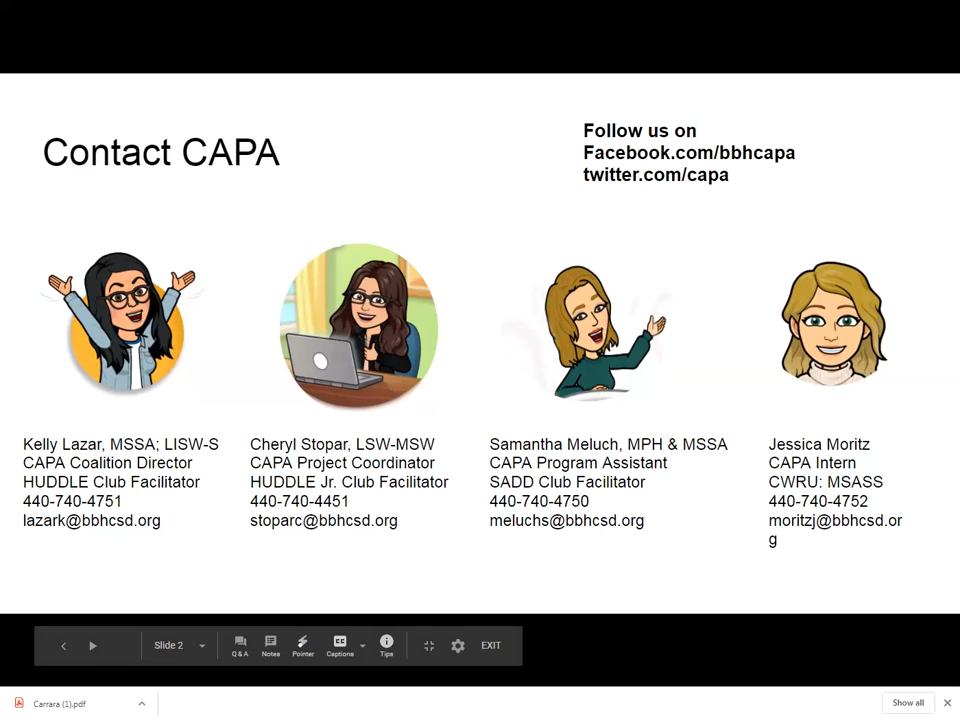 Contact CAPA
Follow us on
Facebook.com/bbhcapa
twitter.com/capa
Kelly Lazar, MSSA; LISW-S
CAPA Coalition Director
HUDDLE Club Facilitator
440-740-4751
lazark@bbhcsd.org
Cheryl Stopar, LSW-MSW
CAPA Project Coordinator
HUDDLE Jr. Club Facilitator
440-740-4451
stoparc@bbhcsd.org
Samantha Meluch, MPH & MSSA
CAPA Program Assistant
SADD Club Facilitator
440-740-4750
meluchs@bbhcsd.org
Jessica Moritz
CAPA Intern
CWRU: MSASS
440-740-4752
moritzj@bbhcsd.or
g
Slide 2
Q & A
Notes
Pointer
CC
Captions
Tips
EXIT
Carrara (1).pdf
Show all